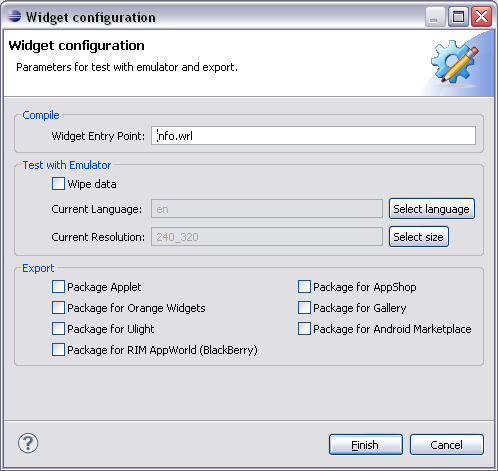 Widget configuration
Widget configuration
Parameters for test with emulator and export.
Compile
Widget Entry Point: info.wrl
Test with Emulator
Wipe data
Current Language: en Select language
Current Resolution: 240_320 Select size
Export
Package Applet Package for AppShop
Package for Orange Widgets Package for Gallery
Package for Ulight Package for Android Marketplace
Package for RIM AppWorld (BlackBerry)
? Finish Cancel